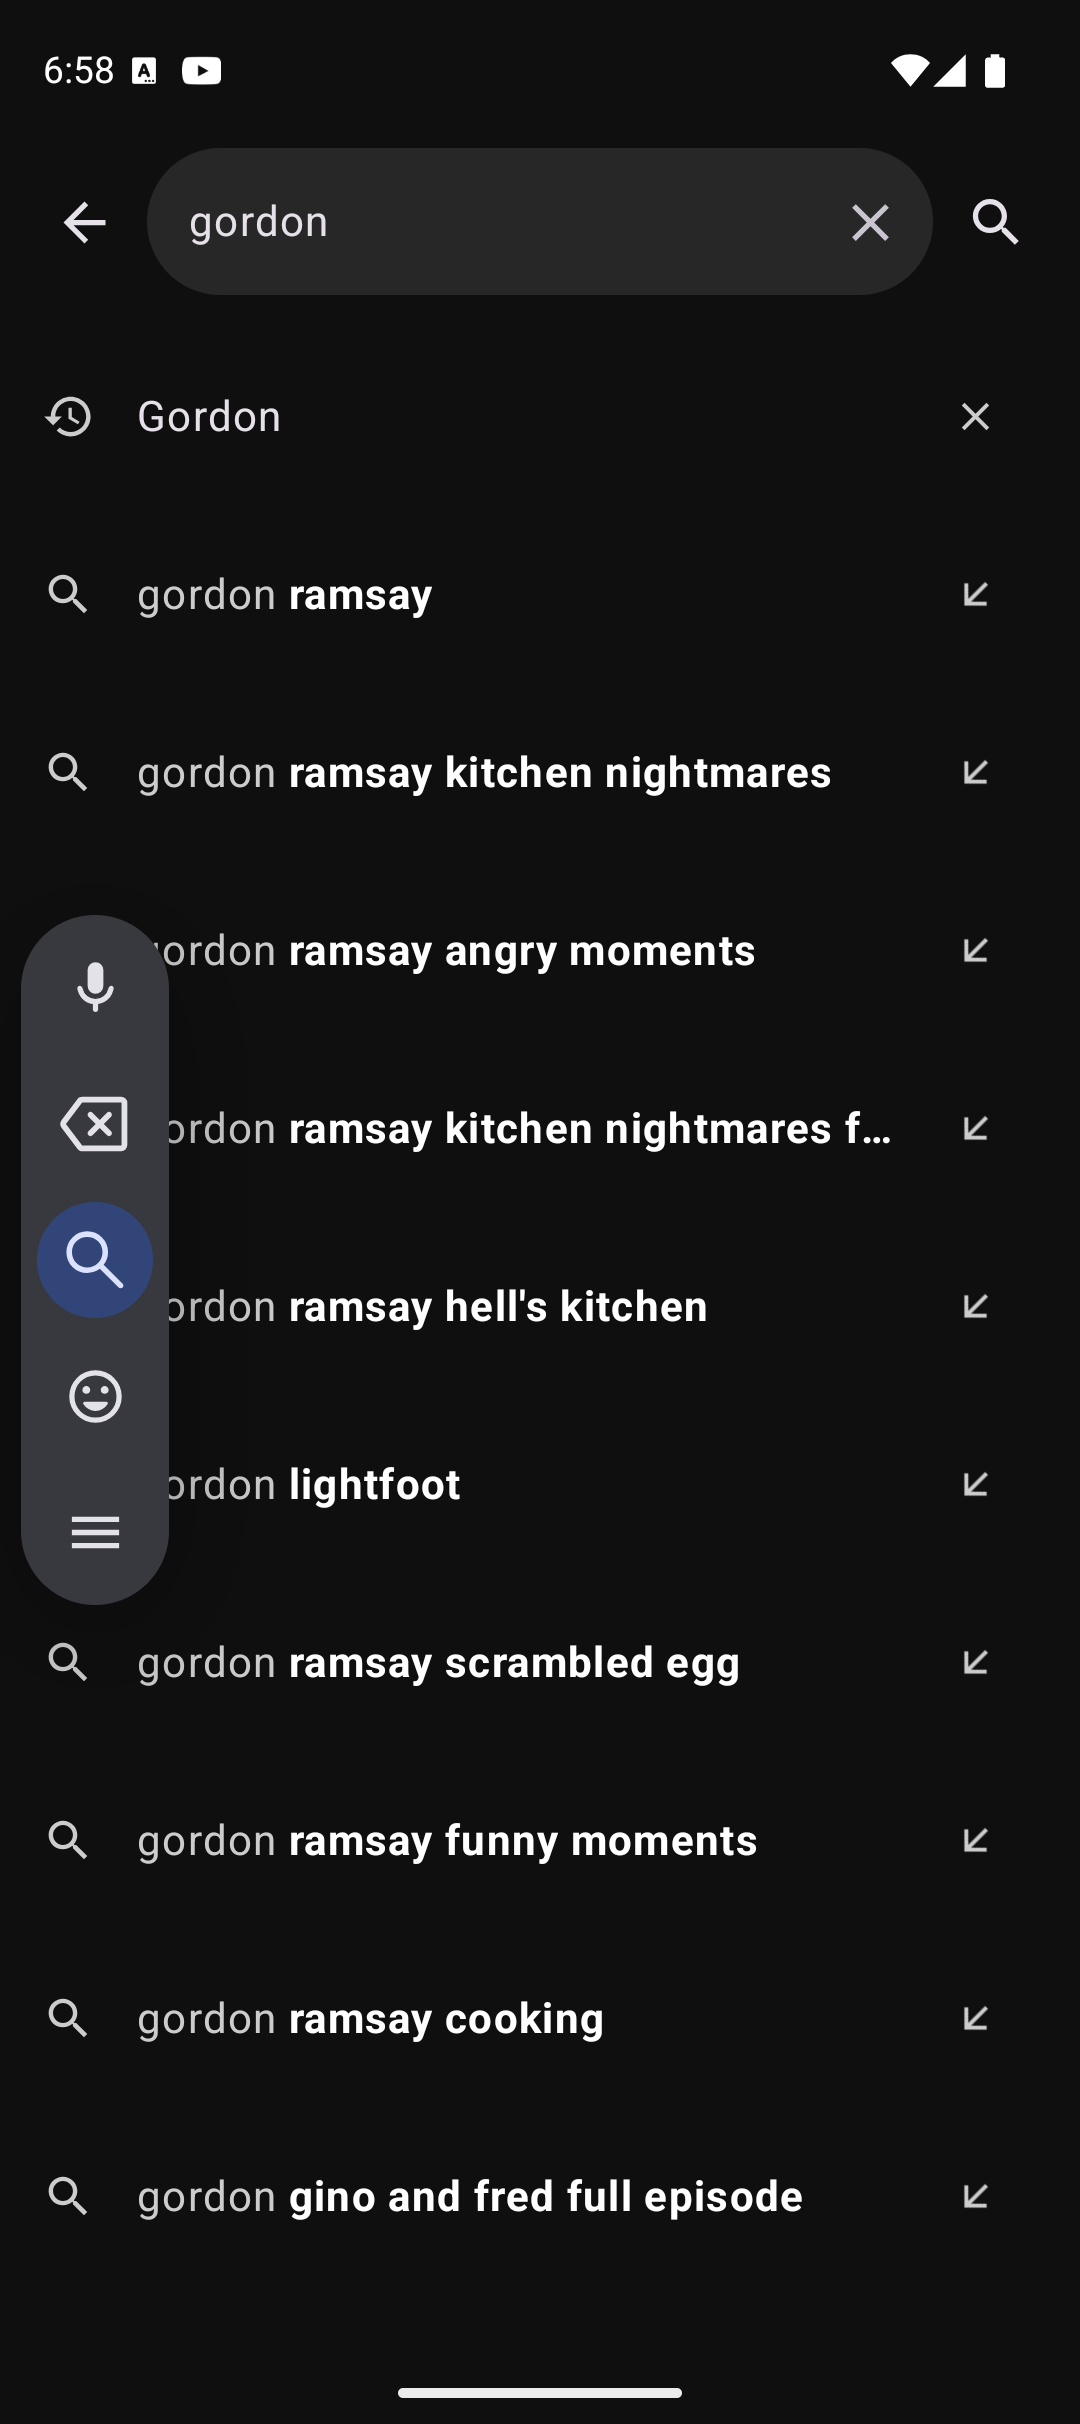 6:58
gordon
Gordon
gordon ramsay
gordon ramsay kitchen nightmares
ordon ramsay angry moments
ordon ramsay kitchen nightmares f...
ordon ramsay hell's kitchen
ordon lightfoot
gordon ramsay scrambled egg
gordon ramsay funny moments
gordon ramsay cooking
gordon gino and fred full episode